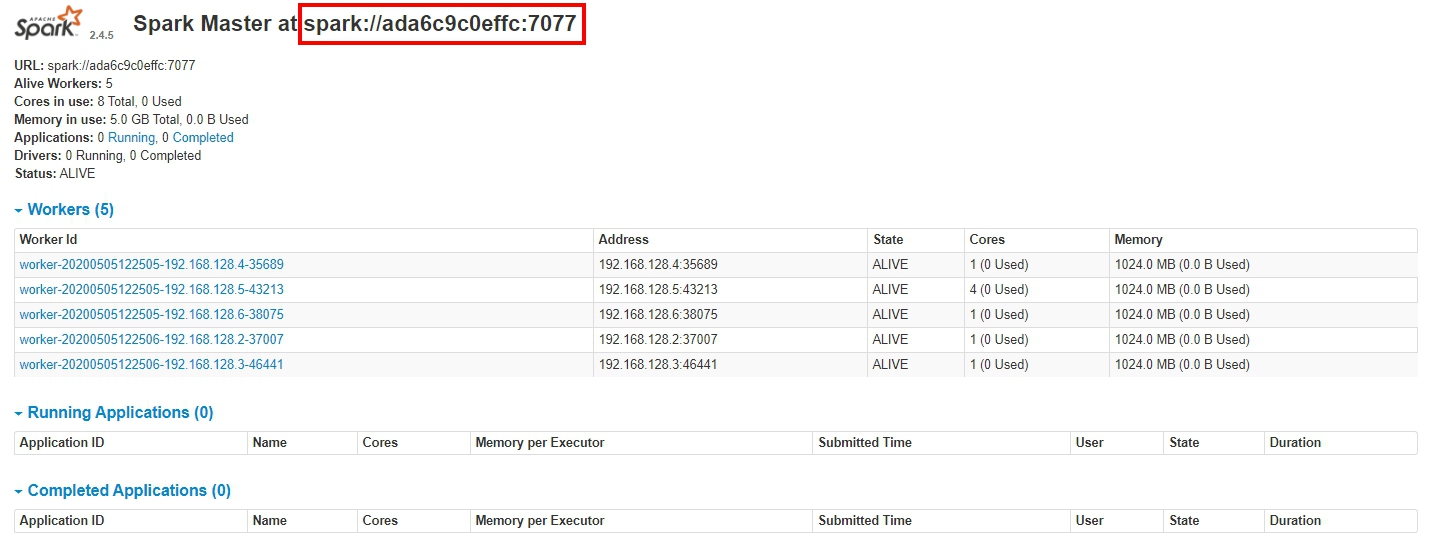 APACHE
Spark 2.4.5 Spark Master at spark://ada6c9c0effc:7077
URL: spark://ada6c9c0effc:7077
Alive Workers: 5
Cores in use: 8 Total, 0 Used
Memory in use: 5.0 GB Total, 0.0 B Used
Applications: 0 Running, 0 Completed
Drivers: 0 Running, 0 Completed
Status: ALIVE
Workers (5)
Worker Id Address State Cores Memory
worker-20200505122505-192.168.128.4-35689 192.168.128.4:35689 ALIVE 1 (0 Used) 1024.0 MB (0.0 B Used)
worker-20200505122505-192.168.128.5-43213 192.168.128.5:43213 ALIVE 4 (0 Used) 1024.0 MB (0.0 B Used)
worker-20200505122505-192.168.128.6-38075 192.168.128.6:38075 ALIVE 1 (0 Used) 1024.0 MB (0.0 B Used)
worker-20200505122506-192.168.128.2-37007 192.168.128.2:37007 ALIVE 1 (0 Used) 1024.0 MB (0.0 B Used)
worker-20200505122506-192.168.128.3-46441 192.168.128.3:46441 ALIVE 1 (0 Used) 1024.0 MB (0.0 B Used)
Running Applications (0)
Application ID Name Cores Memory per Executor Submitted Time User State Duration
Completed Applications (0)
Application ID Name Cores Memory per Executor Submitted Time User State Duration